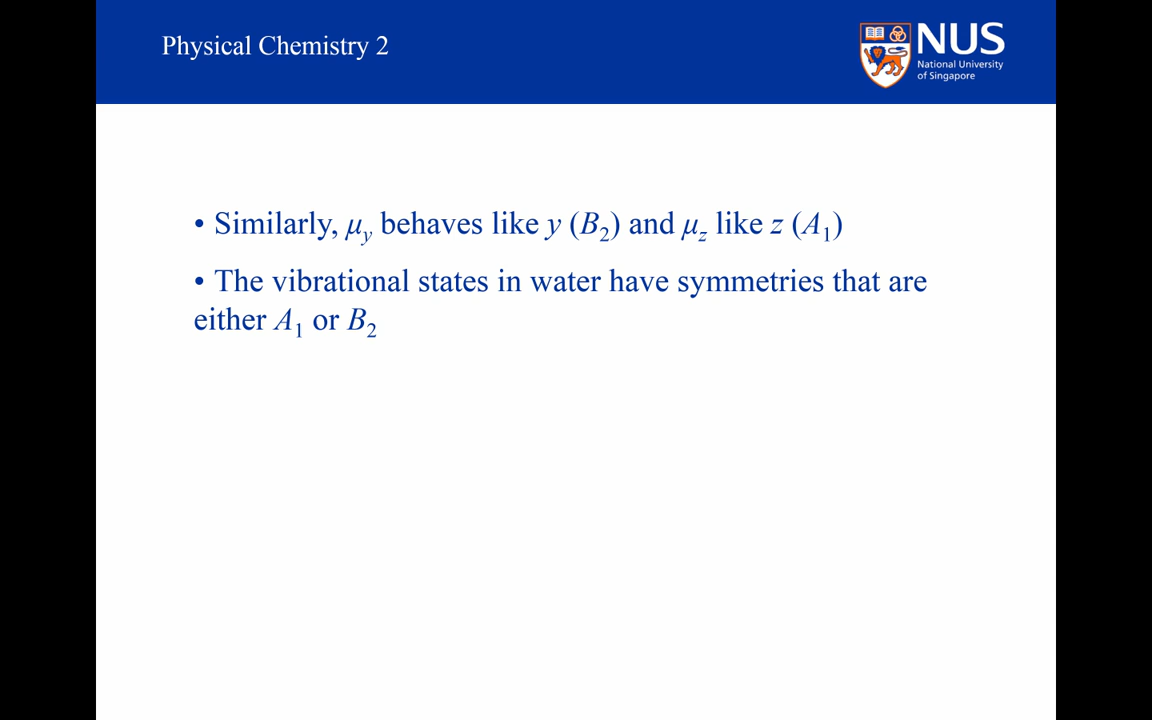 Physical Chemistry 2
NUS
National University
of Singapore
• Similarly, μy behaves like y (B2) and μz like z (A1)
• The vibrational states in water have symmetries that are
either A1 or B2